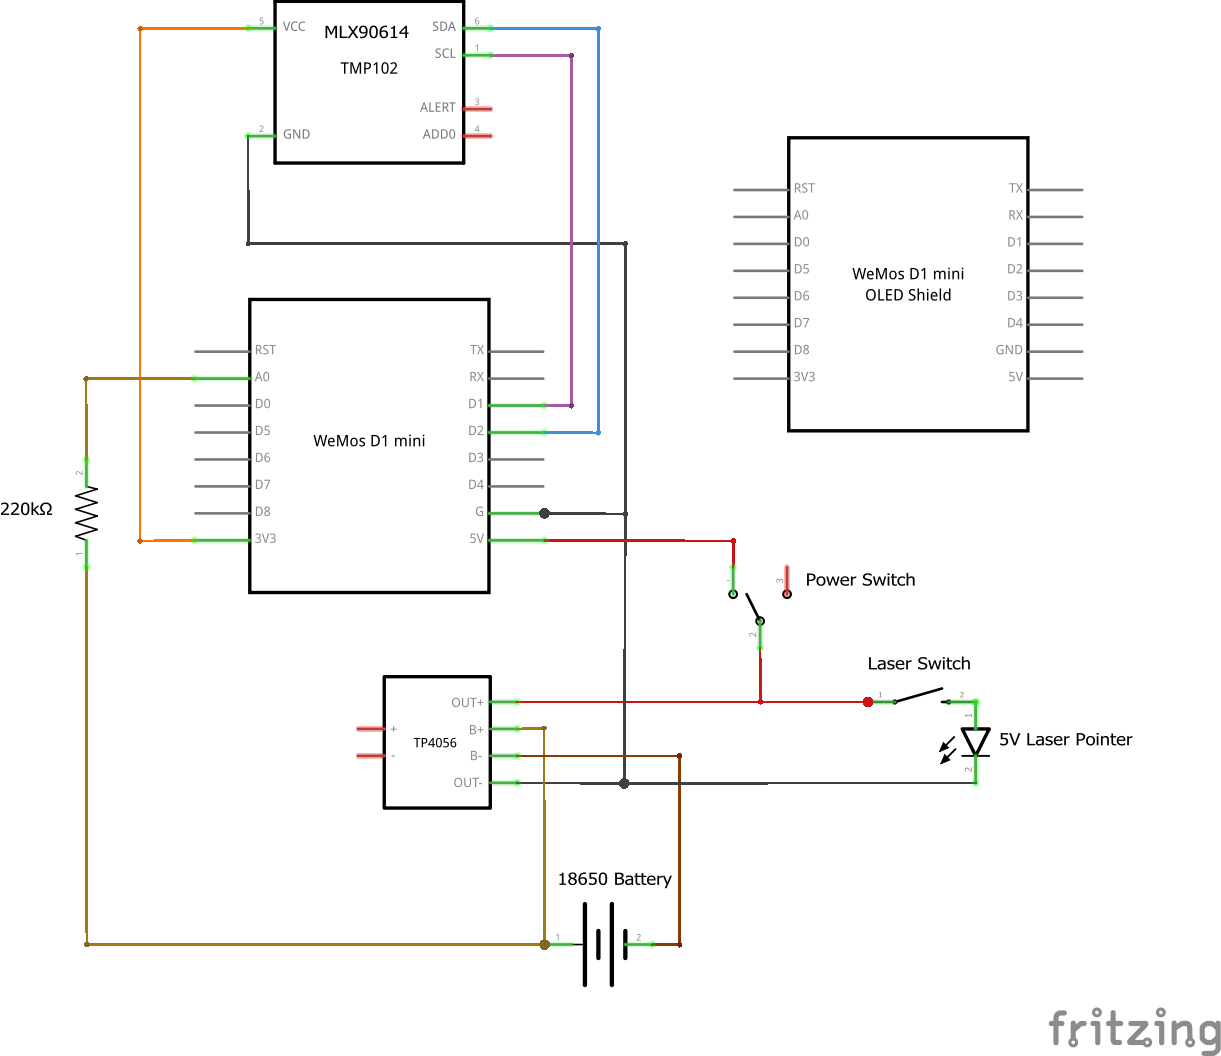 5
VCC
MLX90614
SDA
6
SCL
1
TMP102
ALERT
3
2
GND
ADD0
4
RST
TX
A0
RX
D0
D1
D5
WeMos D1 mini
D2
D6
OLED Shield
D3
D7
D4
D8
GND
3V3
5V
RST
TX
A0
RX
D0
D1
D5
WeMos D1 mini
D2
D6
D3
D7
D4
D8
G
3V3
5V
2
220kΩ
1
1
3
Power Switch
2
Laser Switch
1
2
OUT+
1
+
B+
TP4056
5V Laser Pointer
-
B-
2
OUT-
18650 Battery
1
2
fritzing